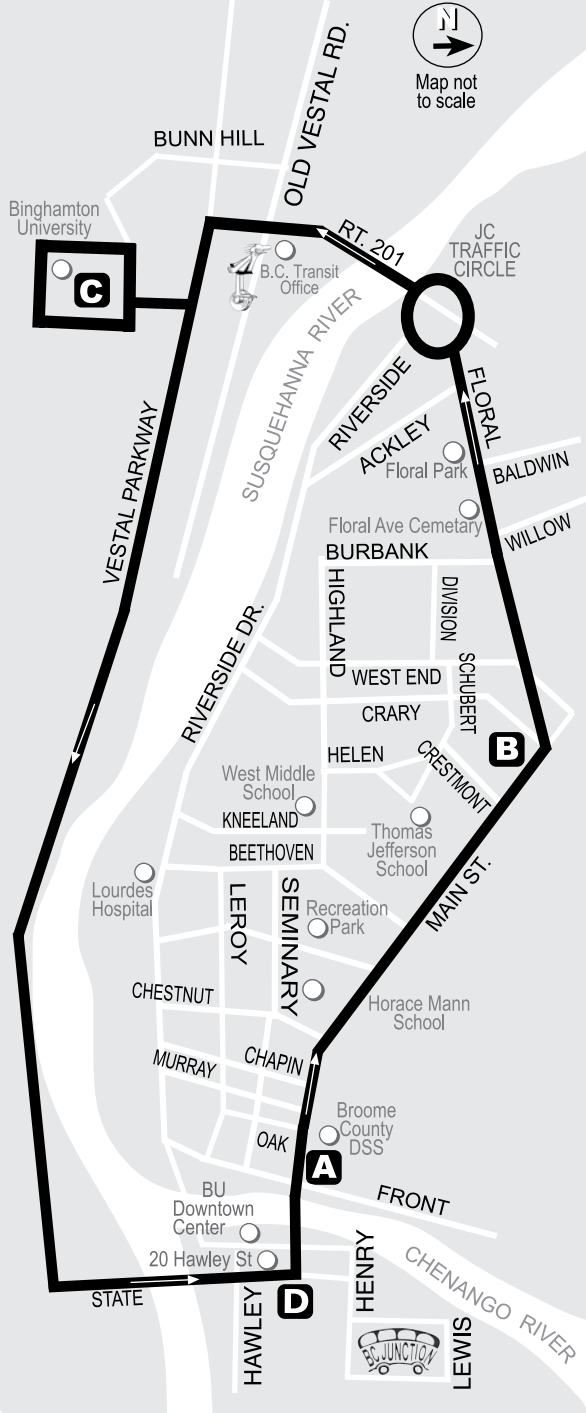 N
Map not
to scale
OLD VESTAL RD.
BUNN HILL
Binghamton
University
C
RT. 201
JC
TRAFFIC
CIRCLE
B.C. Transit
Office
SUSQUEHANNA RIVER
RIVERSIDE
ACKLEY
FLORAL
VESTAL PARKWAY
Floral Park
BALDWIN
Floral Ave Cemetary
WILLOW
BURBANK
HIGHLAND
DIVISION
RIVERSIDE DR.
WEST END
SCHUBERT
CRARY
B
HELEN
CRESTMONT
West Middle
School
KNEELAND
Thomas
Jefferson
School
BEETHOVEN
MAIN ST.
Lourdes
Hospital
LEROY
SEMINARY
Recreation
Park
CHESTNUT
Horace Mann
School
MURRAY
CHAPIN
Broome
County
DSS
OAK
A
BU
Downtown
Center
FRONT
20 Hawley St
CHENANGO RIVER
STATE
D
HAWLEY
HENRY
BC JUNCTION
LEWIS